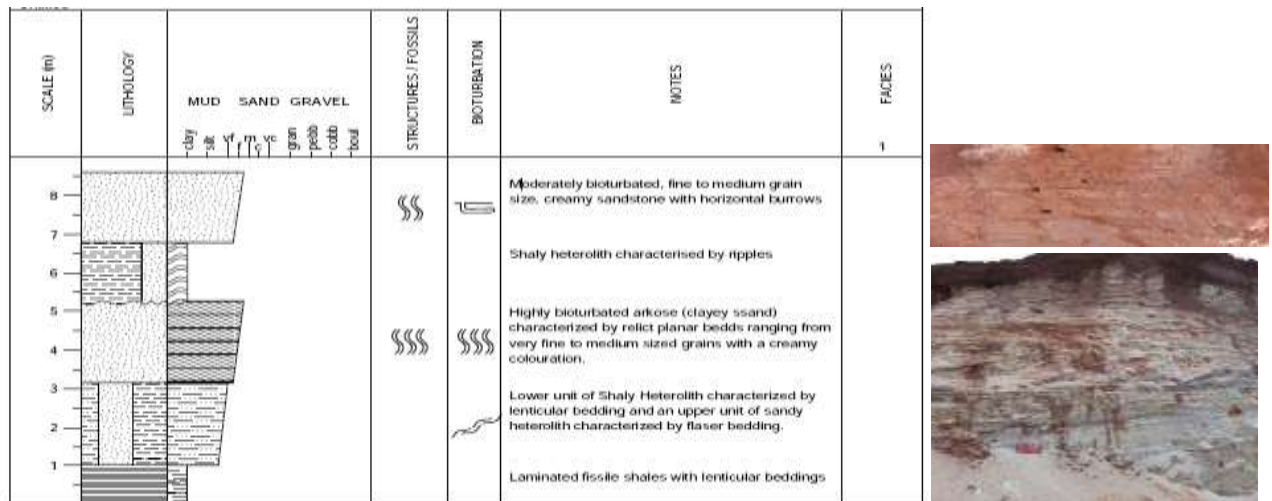 SCALE (m)
LITHOLOGY
MUD SAND GRAVEL
clay
silt
vf
f
m
c
vc
gran
pebb
cobb
boul
STRUCTURES / FOSSILS
BIOTURBATION
NOTES
FACIES
8
7
6
5
4
3
2
1
Moderately bioturbated, fine to medium grain
size, creamy sandstone with horizontal burrows
Shaly heterolith characterised by ripples
Highly bioturbated arkose (clayey ssand)
characterized by relict planar bedds ranging from
very fine to medium sized grains with a creamy
colouration.
Lower unit of Shaly Heterolith characterized by
lenticular bedding and an upper unit of sandy
heterolith characterized by flaser bedding.
Laminated fissile shales with lenticular beddings